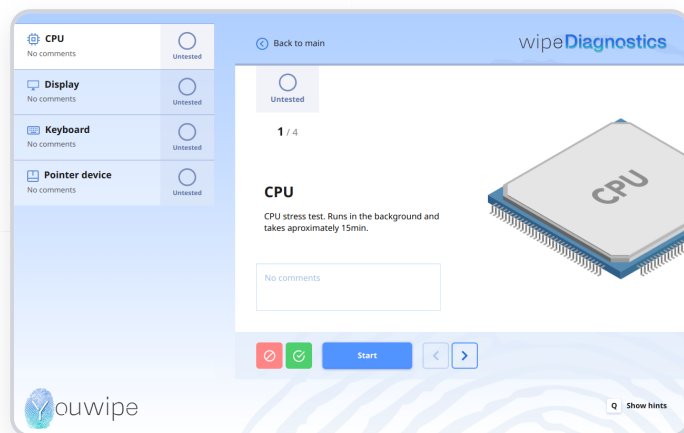 CPU
No comments
Untested
Display
No comments
Untested
Keyboard
No comments
Untested
Pointer device
No comments
Untested
Back to main
wipeDiagnostics
Untested
1 / 4
CPU
CPU stress test. Runs in the background and
takes aproximately 15min.
No comments
CPU
Start
Youwipe
Q Show hints